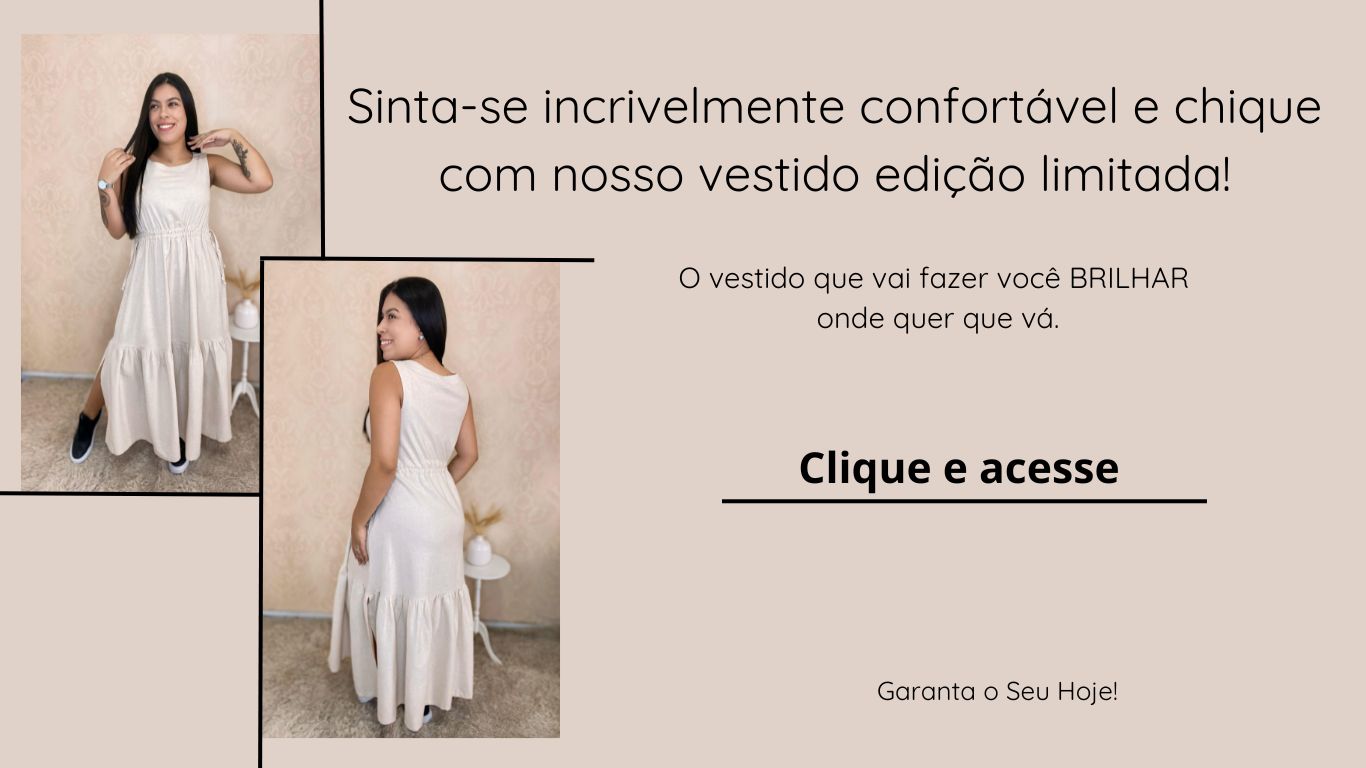 Sinta-se incrivelmente confortável e chique
com nosso vestido edição limitada!
O vestido que vai fazer você BRILHAR
onde quer que vá.
Clique e acesse
Garanta o Seu Hoje!